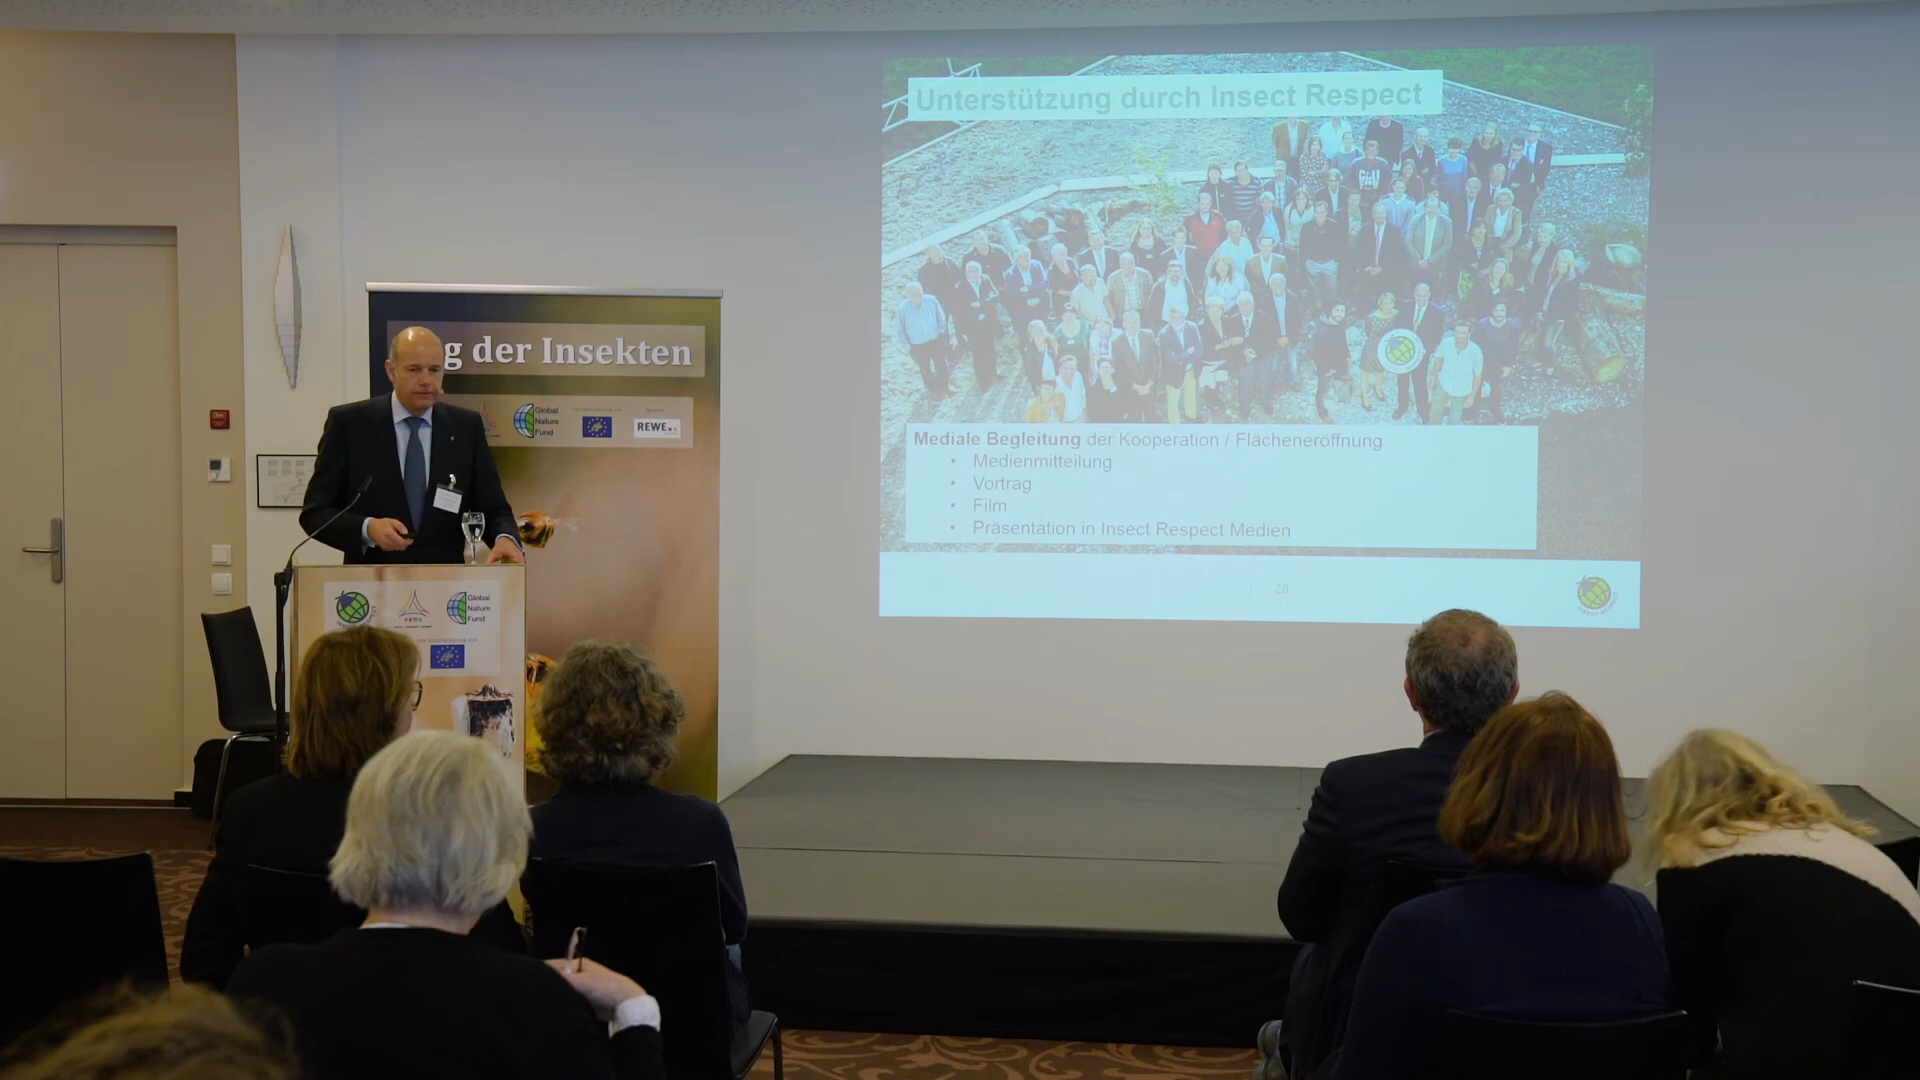 Unterstützung durch Insect Respect
Mediale Begleitung der Kooperation / Flächeneröffnung
• Medienmitteilung
• Vortrag
• Film
• Präsentation in Insect Respect Medien
28
g der Insekten
Global
Nature
Fund
REWE
Global
Nature
Fund